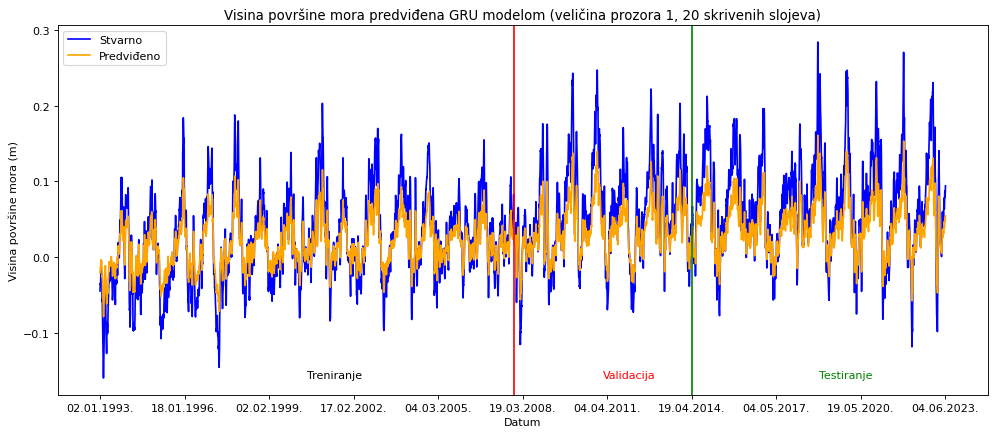 Visina površine mora predviđena GRU modelom (veličina prozora 1, 20 skrivenih slojeva)
Stvarno
Predviđeno
Visina površine mora (m)
0.3
0.2
0.1
0.0
−0.1
Treniranje
Validacija
Testiranje
02.01.1993.
18.01.1996.
02.02.1999.
17.02.2002.
04.03.2005.
19.03.2008.
04.04.2011.
19.04.2014.
04.05.2017.
19.05.2020.
04.06.2023.
Datum